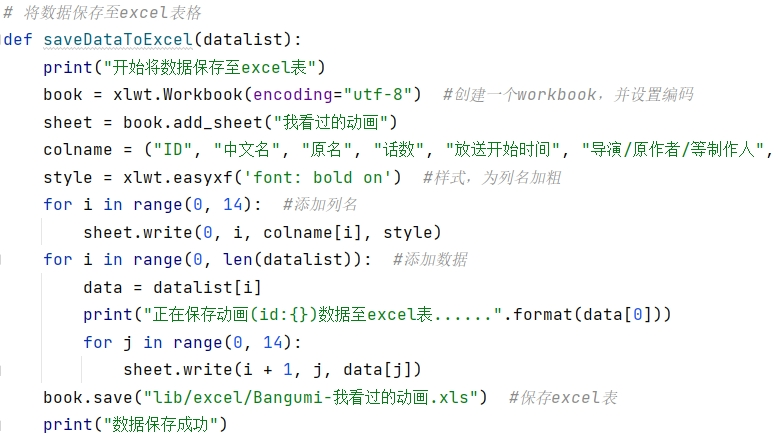 # 将数据保存至excel表格
def saveDataToExcel(datalist):
    print("开始将数据保存至excel表")
    book = xlwt.Workbook(encoding="utf-8")  #创建一个workbook，并设置编码
    sheet = book.add_sheet("我看过的动画")
    colname = ("ID", "中文名", "原名", "话数", "放送开始时间", "导演/原作者/等制作人",
    style = xlwt.easyxf('font: bold on')  #样式，为列名加粗
    for i in range(0, 14):  #添加列名
        sheet.write(0, i, colname[i], style)
    for i in range(0, len(datalist)):  #添加数据
        data = datalist[i]
        print("正在保存动画(id:{})数据至excel表......".format(data[0]))
        for j in range(0, 14):
            sheet.write(i + 1, j, data[j])
    book.save("lib/excel/Bangumi-我看过的动画.xls")  #保存excel表
    print("数据保存成功")